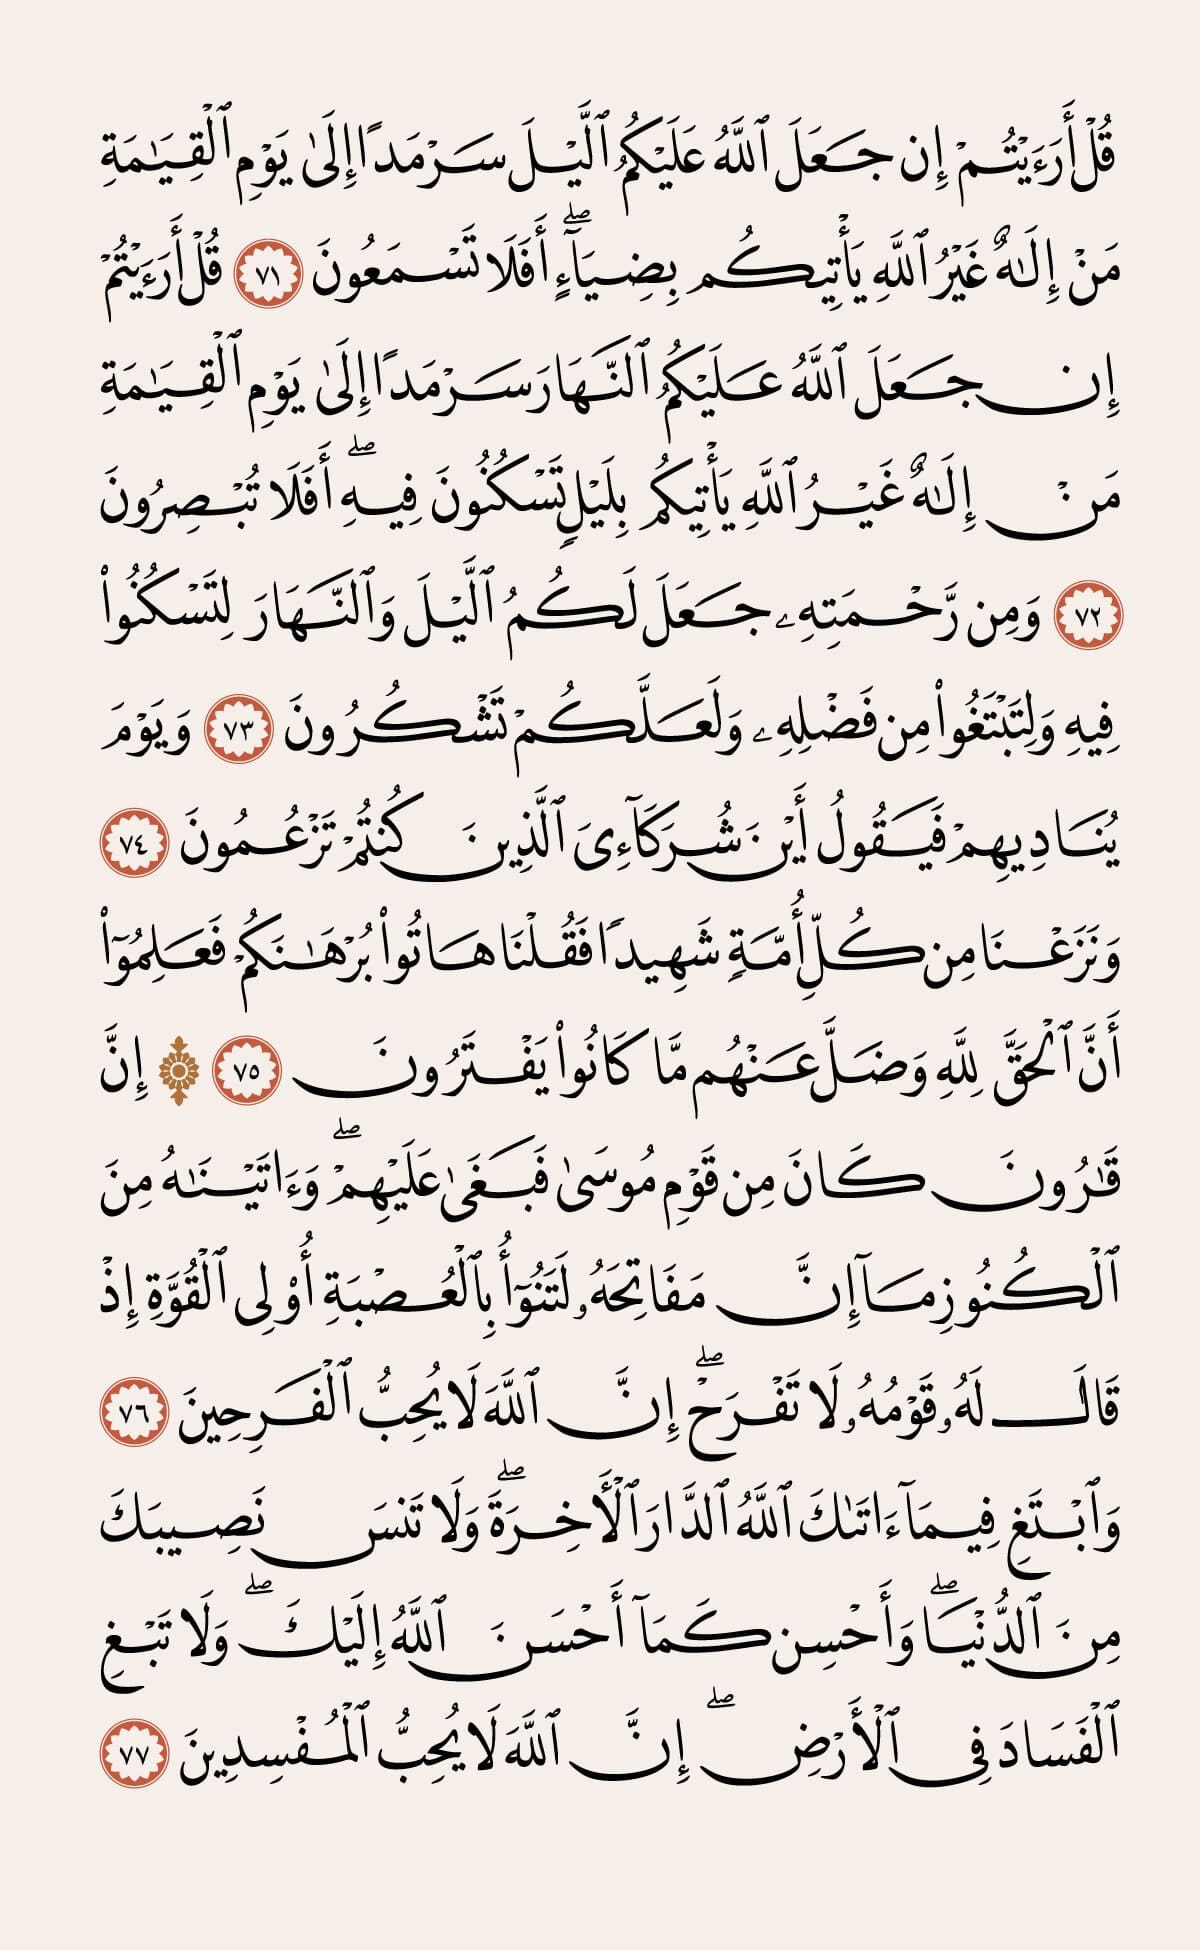 قُلْ أَرَءَيْتُمْ إِن جَعَلَ ٱللَّهُ عَلَيْكُمُ ٱلَّيْلَ سَرْمَدًا إِلَىٰ يَوْمِ ٱلْقِيَـٰمَةِ
مَنْ إِلَـٰهٌ غَيْرُ ٱللَّهِ يَأْتِيكُم بِضِيَآءٍ ۖ أَفَلَا تَسْمَعُونَ ٧١ قُلْ أَرَءَيْتُمْ
إِن جَعَلَ ٱللَّهُ عَلَيْكُمُ ٱلنَّهَارَ سَرْمَدًا إِلَىٰ يَوْمِ ٱلْقِيَـٰمَةِ
مَنْ إِلَـٰهٌ غَيْرُ ٱللَّهِ يَأْتِيكُم بِلَيْلٍ تَسْكُنُونَ فِيهِ ۖ أَفَلَا تُبْصِرُونَ
٧٢ وَمِن رَّحْمَتِهِۦ جَعَلَ لَكُمُ ٱلَّيْلَ وَٱلنَّهَارَ لِتَسْكُنُوا۟
فِيهِ وَلِتَبْتَغُوا۟ مِن فَضْلِهِۦ وَلَعَلَّكُمْ تَشْكُرُونَ ٧٣ وَيَوْمَ
يُنَادِيهِمْ فَيَقُولُ أَيْنَ شُرَكَآءِىَ ٱلَّذِينَ كُنتُمْ تَزْعُمُونَ ٧٤
وَنَزَعْنَا مِن كُلِّ أُمَّةٍ شَهِيدًا فَقُلْنَا هَاتُوا۟ بُرْهَـٰنَكُمْ فَعَلِمُوٓا۟
أَنَّ ٱلْحَقَّ لِلَّهِ وَضَلَّ عَنْهُم مَّا كَانُوا۟ يَفْتَرُونَ ٧٥ ۞ إِنَّ
قَـٰرُونَ كَانَ مِن قَوْمِ مُوسَىٰ فَبَغَىٰ عَلَيْهِمْ ۖ وَءَاتَيْنَـٰهُ مِنَ
ٱلْكُنُوزِ مَآ إِنَّ مَفَاتِحَهُۥ لَتَنُوٓأُ بِٱلْعُصْبَةِ أُو۟لِى ٱلْقُوَّةِ إِذْ
قَالَ لَهُۥ قَوْمُهُۥ لَا تَفْرَحْ ۖ إِنَّ ٱللَّهَ لَا يُحِبُّ ٱلْفَرِحِينَ ٧٦
وَٱبْتَغِ فِيمَآ ءَاتَىٰكَ ٱللَّهُ ٱلدَّارَ ٱلْـَٔاخِرَةَ ۖ وَلَا تَنسَ نَصِيبَكَ
مِنَ ٱلدُّنْيَا ۖ وَأَحْسِن كَمَآ أَحْسَنَ ٱللَّهُ إِلَيْكَ ۖ وَلَا تَبْغِ
ٱلْفَسَادَ فِى ٱلْأَرْضِ ۖ إِنَّ ٱللَّهَ لَا يُحِبُّ ٱلْمُفْسِدِينَ ٧٧